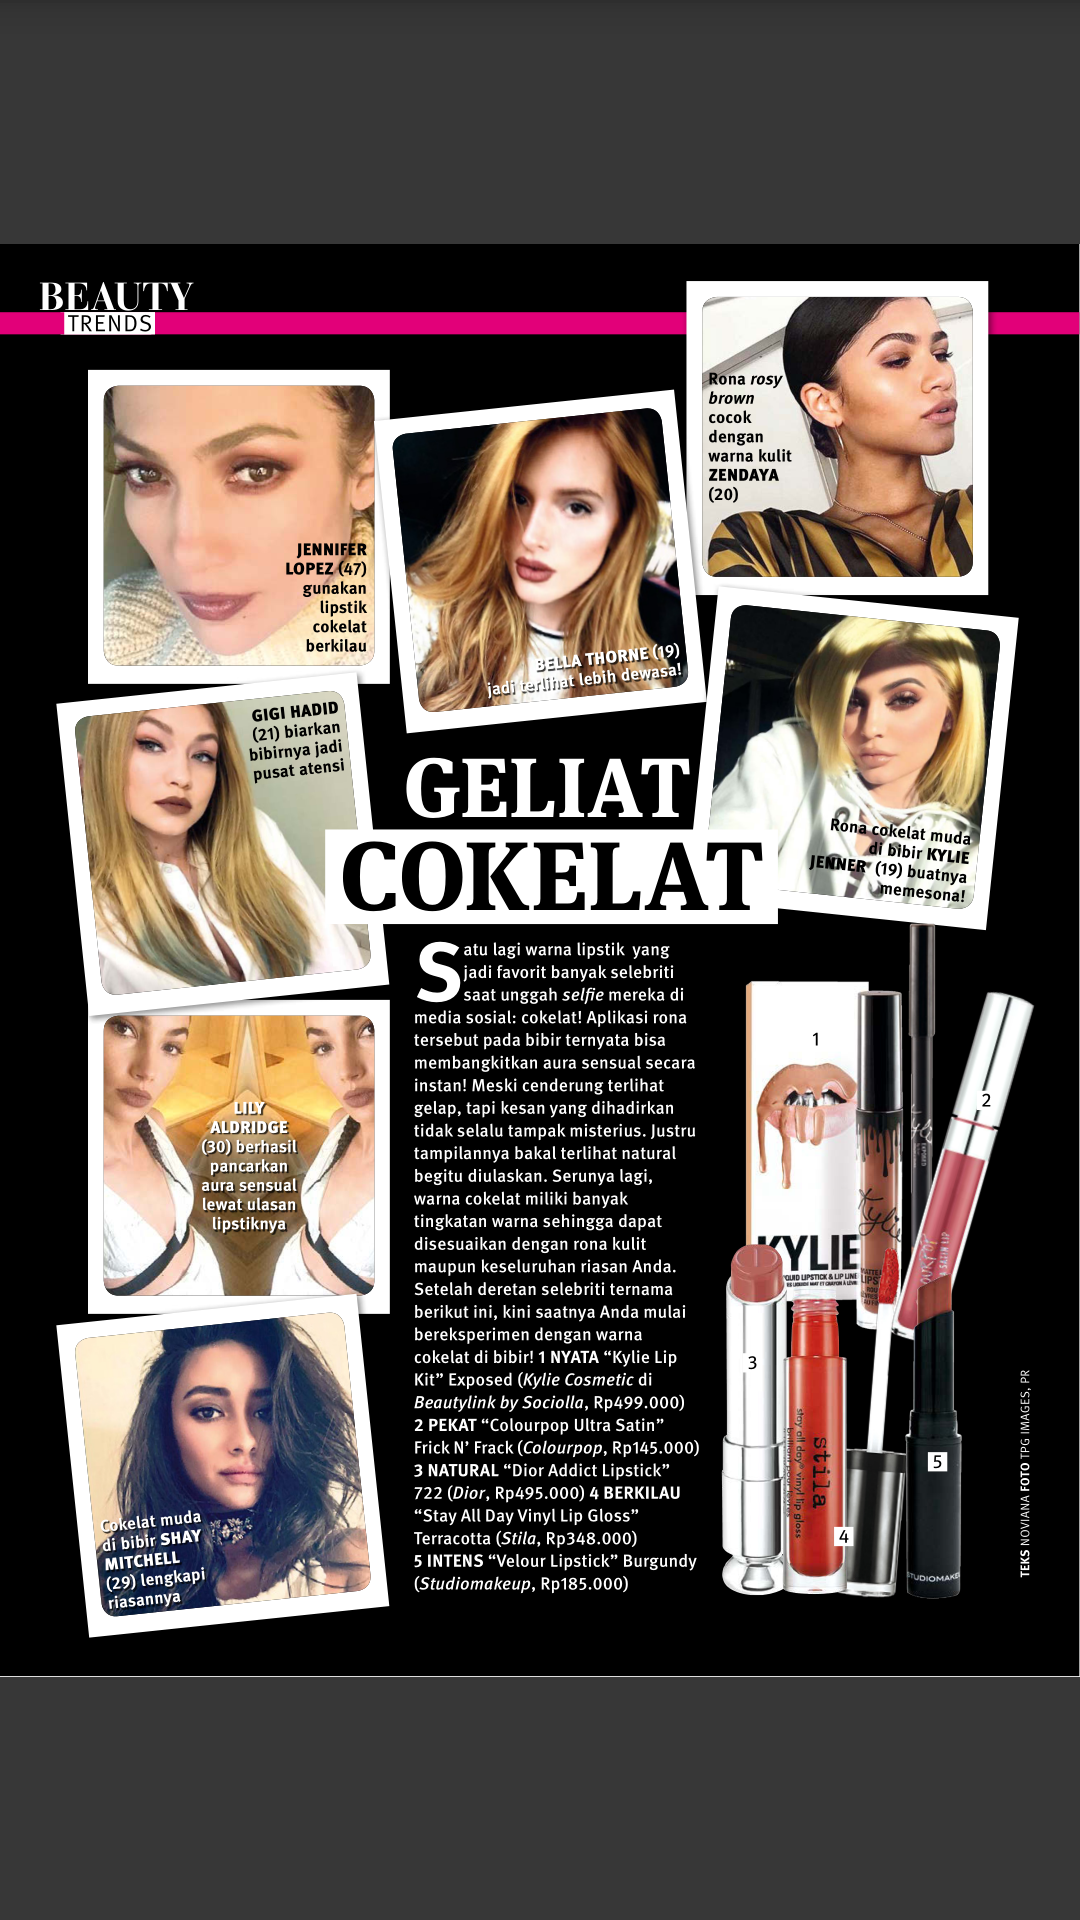 BEAUTY
TRENDS
JENNIFER
LOPEZ (47)
gunakan
lipstik
cokelat
berkilau
BELLA THORNE (19)
jadi terlihat lebih dewasa!
Rona rosy
brown
cocok
dengan
warna kulit
ZENDAYA
(20)
GIGI HADID
(21) biarkan
bibirnya jadi
pusat atensi
Rona cokelat muda
di bibir KYLIE
JENNER (19) buatnya
memesona!
GELIAT
COKELAT
LILY
ALDRIDGE
(30) berhasil
pancarkan
aura sensual
lewat ulasan
lipstiknya
Cokelat muda
di bibir SHAY
MITCHELL
(29) lengkapi
riasannya
Satu lagi warna lipstik yang
jadi favorit banyak selebriti
saat unggah selfie mereka di
media sosial: cokelat! Aplikasi rona
tersebut pada bibir ternyata bisa
membangkitkan aura sensual secara
instan! Meski cenderung terlihat
gelap, tapi kesan yang dihadirkan
tidak selalu tampak misterius. Justru
tampilannya bakal terlihat natural
begitu diulaskan. Serunya lagi,
warna cokelat miliki banyak
tingkatan warna sehingga dapat
disesuaikan dengan rona kulit
maupun keseluruhan riasan Anda.
Setelah deretan selebriti ternama
berikut ini, kini saatnya Anda mulai
bereksperimen dengan warna
cokelat di bibir! 1 NYATA “Kylie Lip
Kit” Exposed (Kylie Cosmetic di
Beautylink by Sociolla, Rp499.000)
2 PEKAT “Colourpop Ultra Satin”
Frick N’ Frack (Colourpop, Rp145.000)
3 NATURAL “Dior Addict Lipstick”
722 (Dior, Rp495.000) 4 BERKILAU
“Stay All Day Vinyl Lip Gloss”
Terracotta (Stila, Rp348.000)
5 INTENS “Velour Lipstick” Burgundy
(Studiomakeup, Rp185.000)
1
2
3
4
5
KYLIE
Kylie
stila
stay all day vinyl lip gloss
TEKS NOVIANA FOTO TPG IMAGES, PR